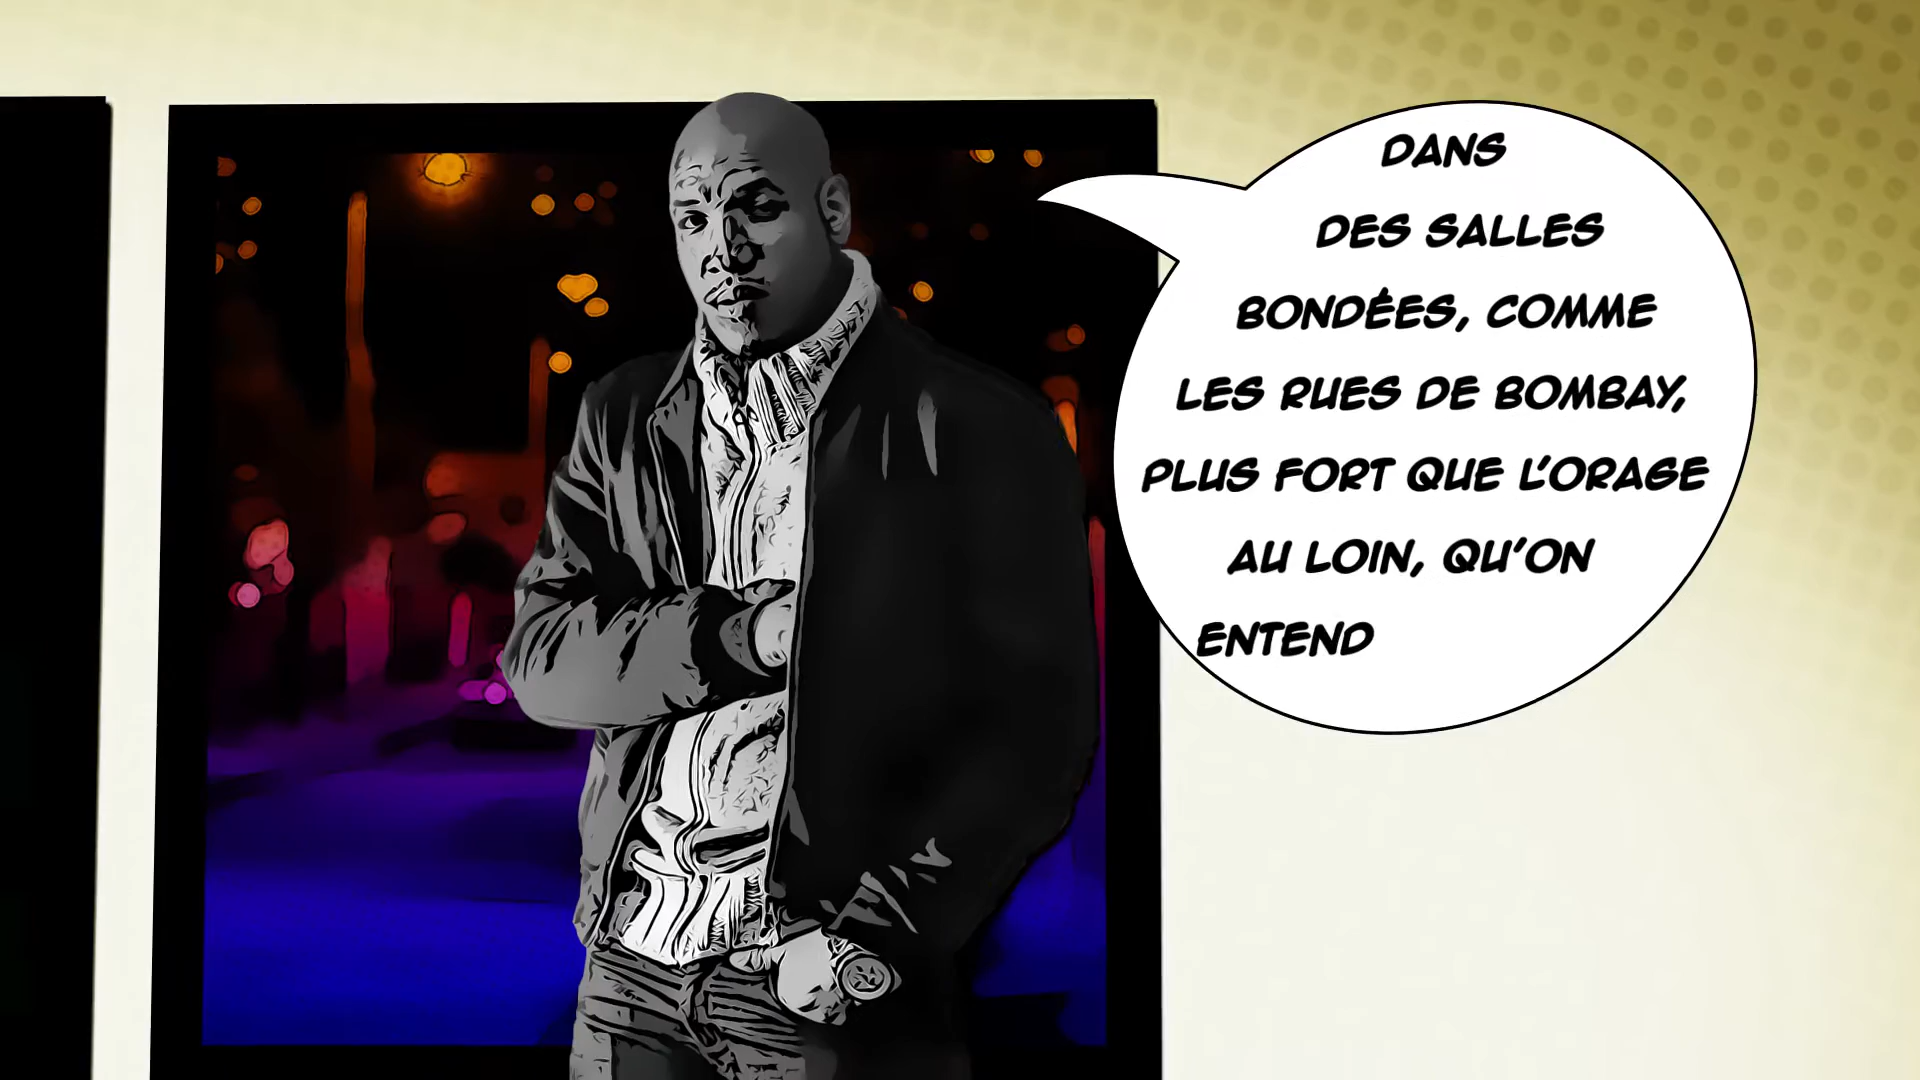 DANS
DES SALLES
BONDÉES, COMME
LES RUES DE BOMBAY,
PLUS FORT QUE L'ORAGE
AU LOIN, QU'ON
ENTEND